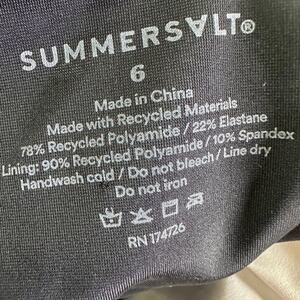 SUMMERSALT®
6
Made in China
Made with Recycled Materials
78% Recycled Polyamide / 22% Elastane
Lining: 90% Recycled Polyamide / 10% Spandex
Handwash cold / Do not bleach / Line dry
Do not iron
RN 174726